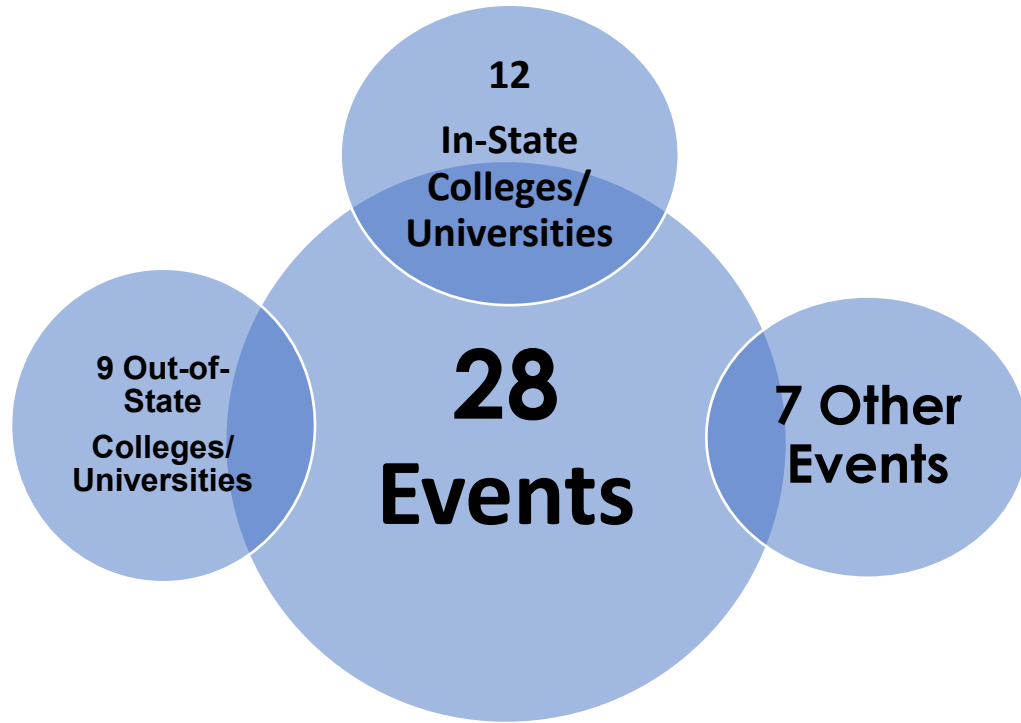 12
In-State
Colleges/
Universities
28
Events
9 Out-of-
State
Colleges/
Universities
7 Other
Events